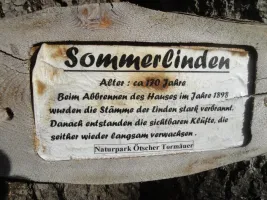 Sommerlinden
Alter : ca 170 Jahre
Beim Abbrennen des Hauses im Jahre 1898
wurden die Stämme der linden stark verbrannt.
Danach entstanden die sichtbaren Klüfte, die
seither wieder langsam verwachsen .
Naturpark Ötscher Tormäuer